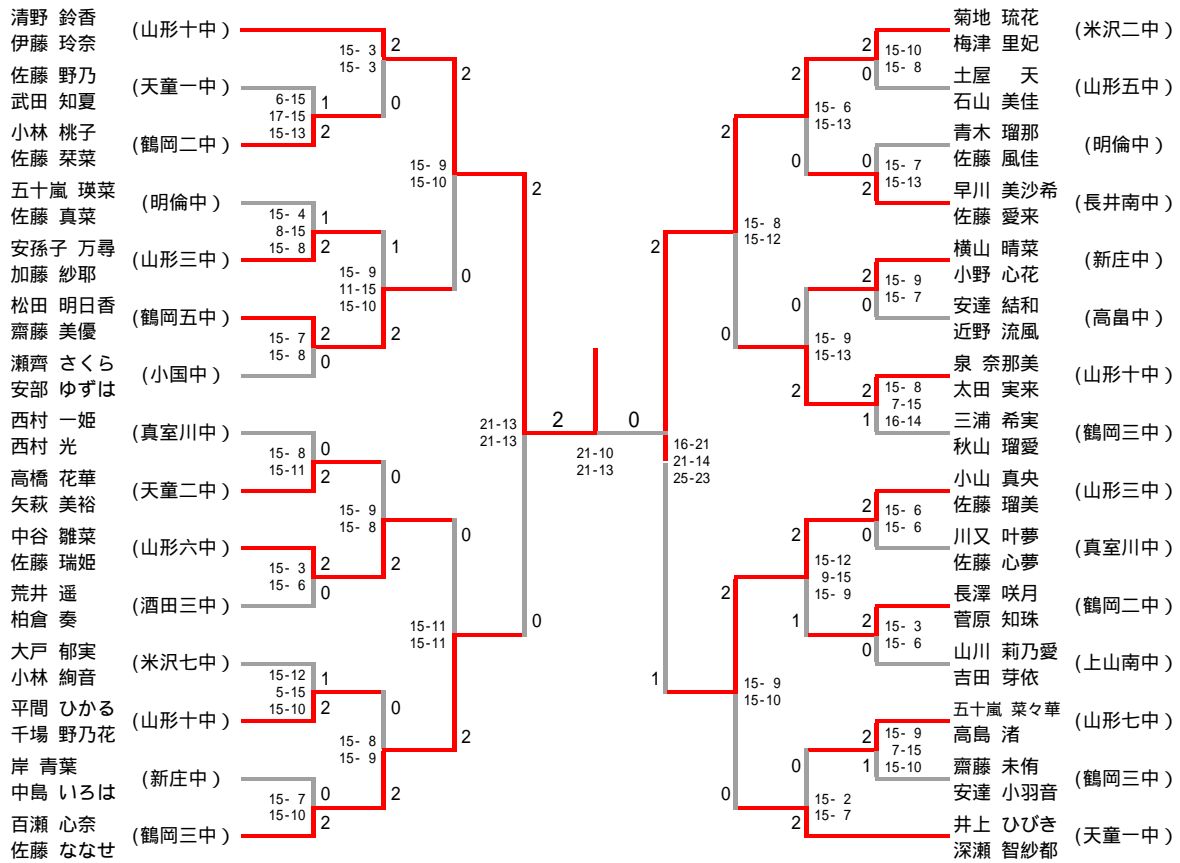 清野 鈴香
伊藤 玲奈
(山形十中)
佐藤 野乃
武田 知夏
(天童一中)
小林 桃子
佐藤 栞菜
(鶴岡二中)
五十嵐 瑛菜
佐藤 真菜
(明倫中)
安孫子 万尋
加藤 紗耶
(山形三中)
松田 明日香
齋藤 美優
(鶴岡五中)
瀬齊 さくら
安部 ゆずは
(小国中)
西村 一姫
西村 光
(真室川中)
高橋 花華
矢萩 美裕
(天童二中)
中谷 雛菜
佐藤 瑞姫
(山形六中)
荒井 遥
柏倉 奏
(酒田三中)
大戸 郁実
小林 絢音
(米沢七中)
平間 ひかる
千場 野乃花
(山形十中)
岸 青葉
中島 いろは
(新庄中)
百瀬 心奈
佐藤 ななせ
(鶴岡三中)
6-15
17-15
15-13
1
2
15- 4
8-15
15- 8
1
2
15- 7
15- 8
2
0
15- 8
15-11
0
2
15- 3
15- 6
2
0
15-12
5-15
15-10
1
2
15- 7
15-10
0
2
15- 3
15- 3
2
0
15- 9
11-15
15-10
1
2
15- 9
15- 8
0
2
15- 8
15- 9
0
2
15- 9
15-10
2
0
15-11
15-11
0
2
21-13
21-13
2
0
2
0
21-10
21-13
16-21
21-14
25-23
2
1
15- 8
15-12
2
0
15- 9
15-10
2
0
15- 6
15-13
2
0
15- 9
15-13
0
2
15-12
9-15
15- 9
2
1
15- 2
15- 7
0
2
15-10
15- 8
2
0
15- 7
15-13
0
2
15- 9
15- 7
2
0
15- 8
7-15
16-14
2
1
15- 6
15- 6
2
0
15- 3
15- 6
2
0
15- 9
7-15
15-10
2
1
菊地 琉花
梅津 里妃
(米沢二中)
土屋 天
石山 美佳
(山形五中)
青木 瑠那
佐藤 風佳
(明倫中)
早川 美沙希
佐藤 愛来
(長井南中)
横山 晴菜
小野 心花
(新庄中)
安達 結和
近野 流風
(高畠中)
泉 奈那美
太田 実来
(山形十中)
三浦 希実
秋山 瑠愛
(鶴岡三中)
小山 真央
佐藤 瑠美
(山形三中)
川又 叶夢
佐藤 心夢
(真室川中)
長澤 咲月
菅原 知珠
(鶴岡二中)
山川 莉乃愛
吉田 芽依
(上山南中)
五十嵐 菜々華
高島 渚
(山形七中)
齋藤 未侑
安達 小羽音
(鶴岡三中)
井上 ひびき
深瀬 智紗都
(天童一中)